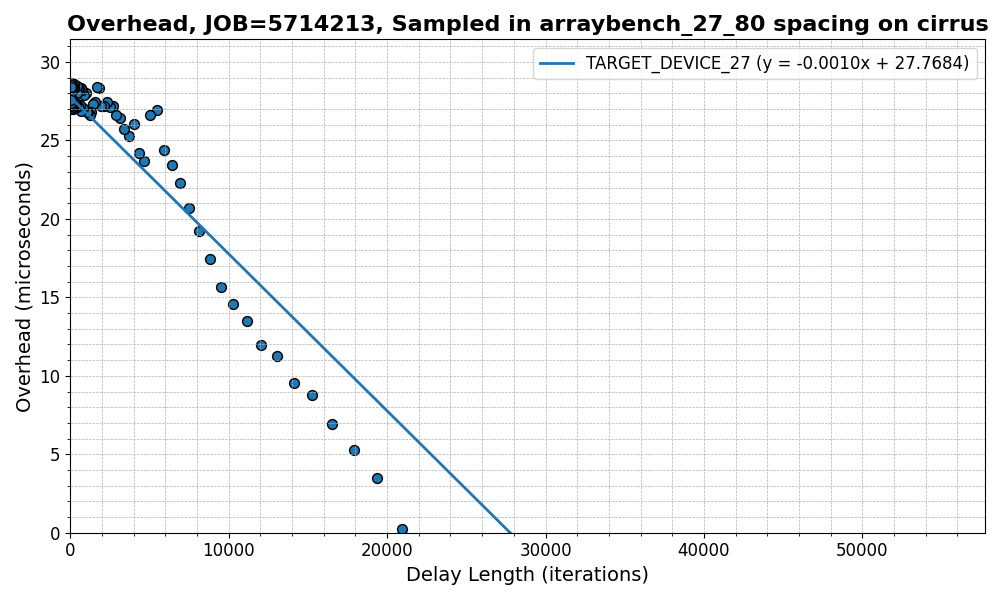 Overhead, JOB=5714213, Sampled in arraybench_27_80 spacing on cirrus
TARGET_DEVICE_27 (y = -0.0010x + 27.7684)
Overhead (microseconds)
30
25
20
15
10
5
0
0 10000 20000 30000 40000 50000
Delay Length (iterations)